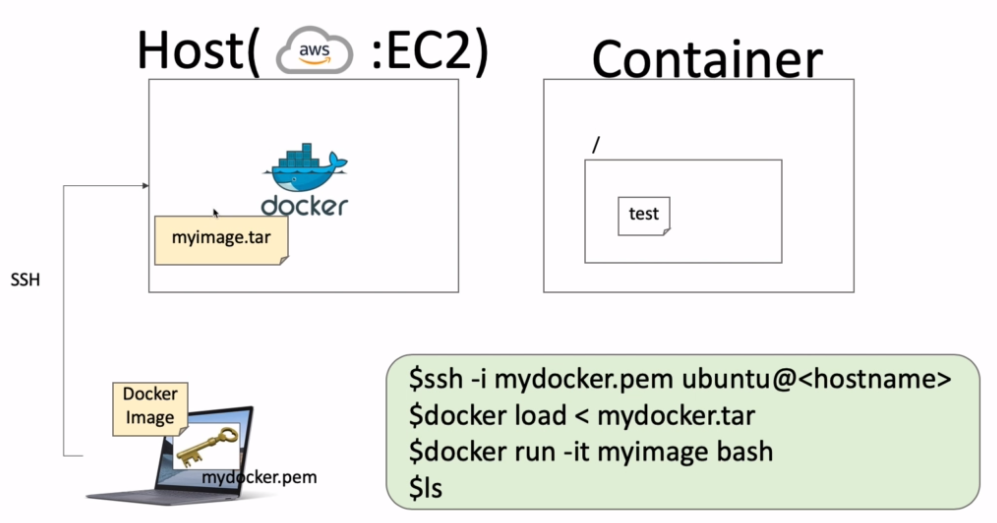 Host( aws :EC2)
Container
docker
myimage.tar
/
test
SSH
Docker
Image
mydocker.pem
$ssh -i mydocker.pem ubuntu@<hostname>
$docker load < mydocker.tar
$docker run -it myimage bash
$ls